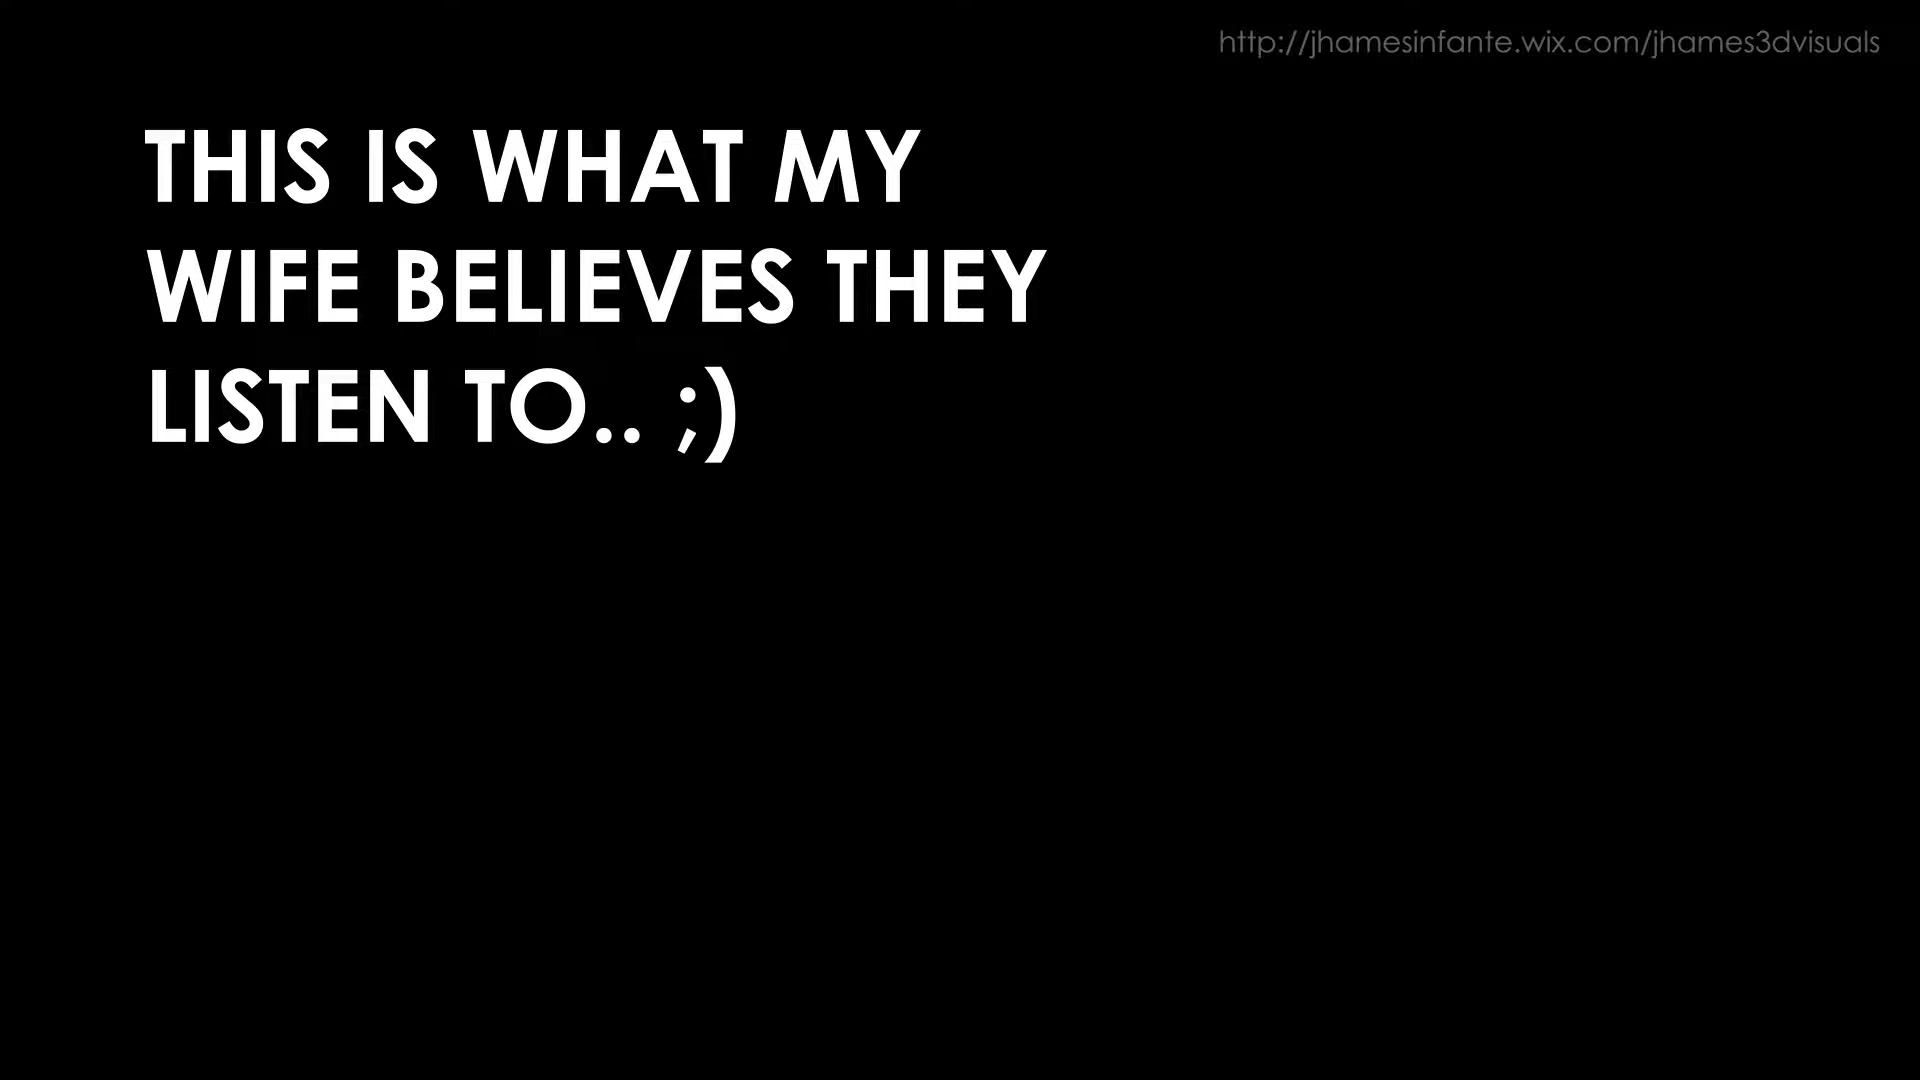 http://jhamesinfante.wix.com/jhames3dvisuals
THIS IS WHAT MY
WIFE BELIEVES THEY
LISTEN TO.. ;)